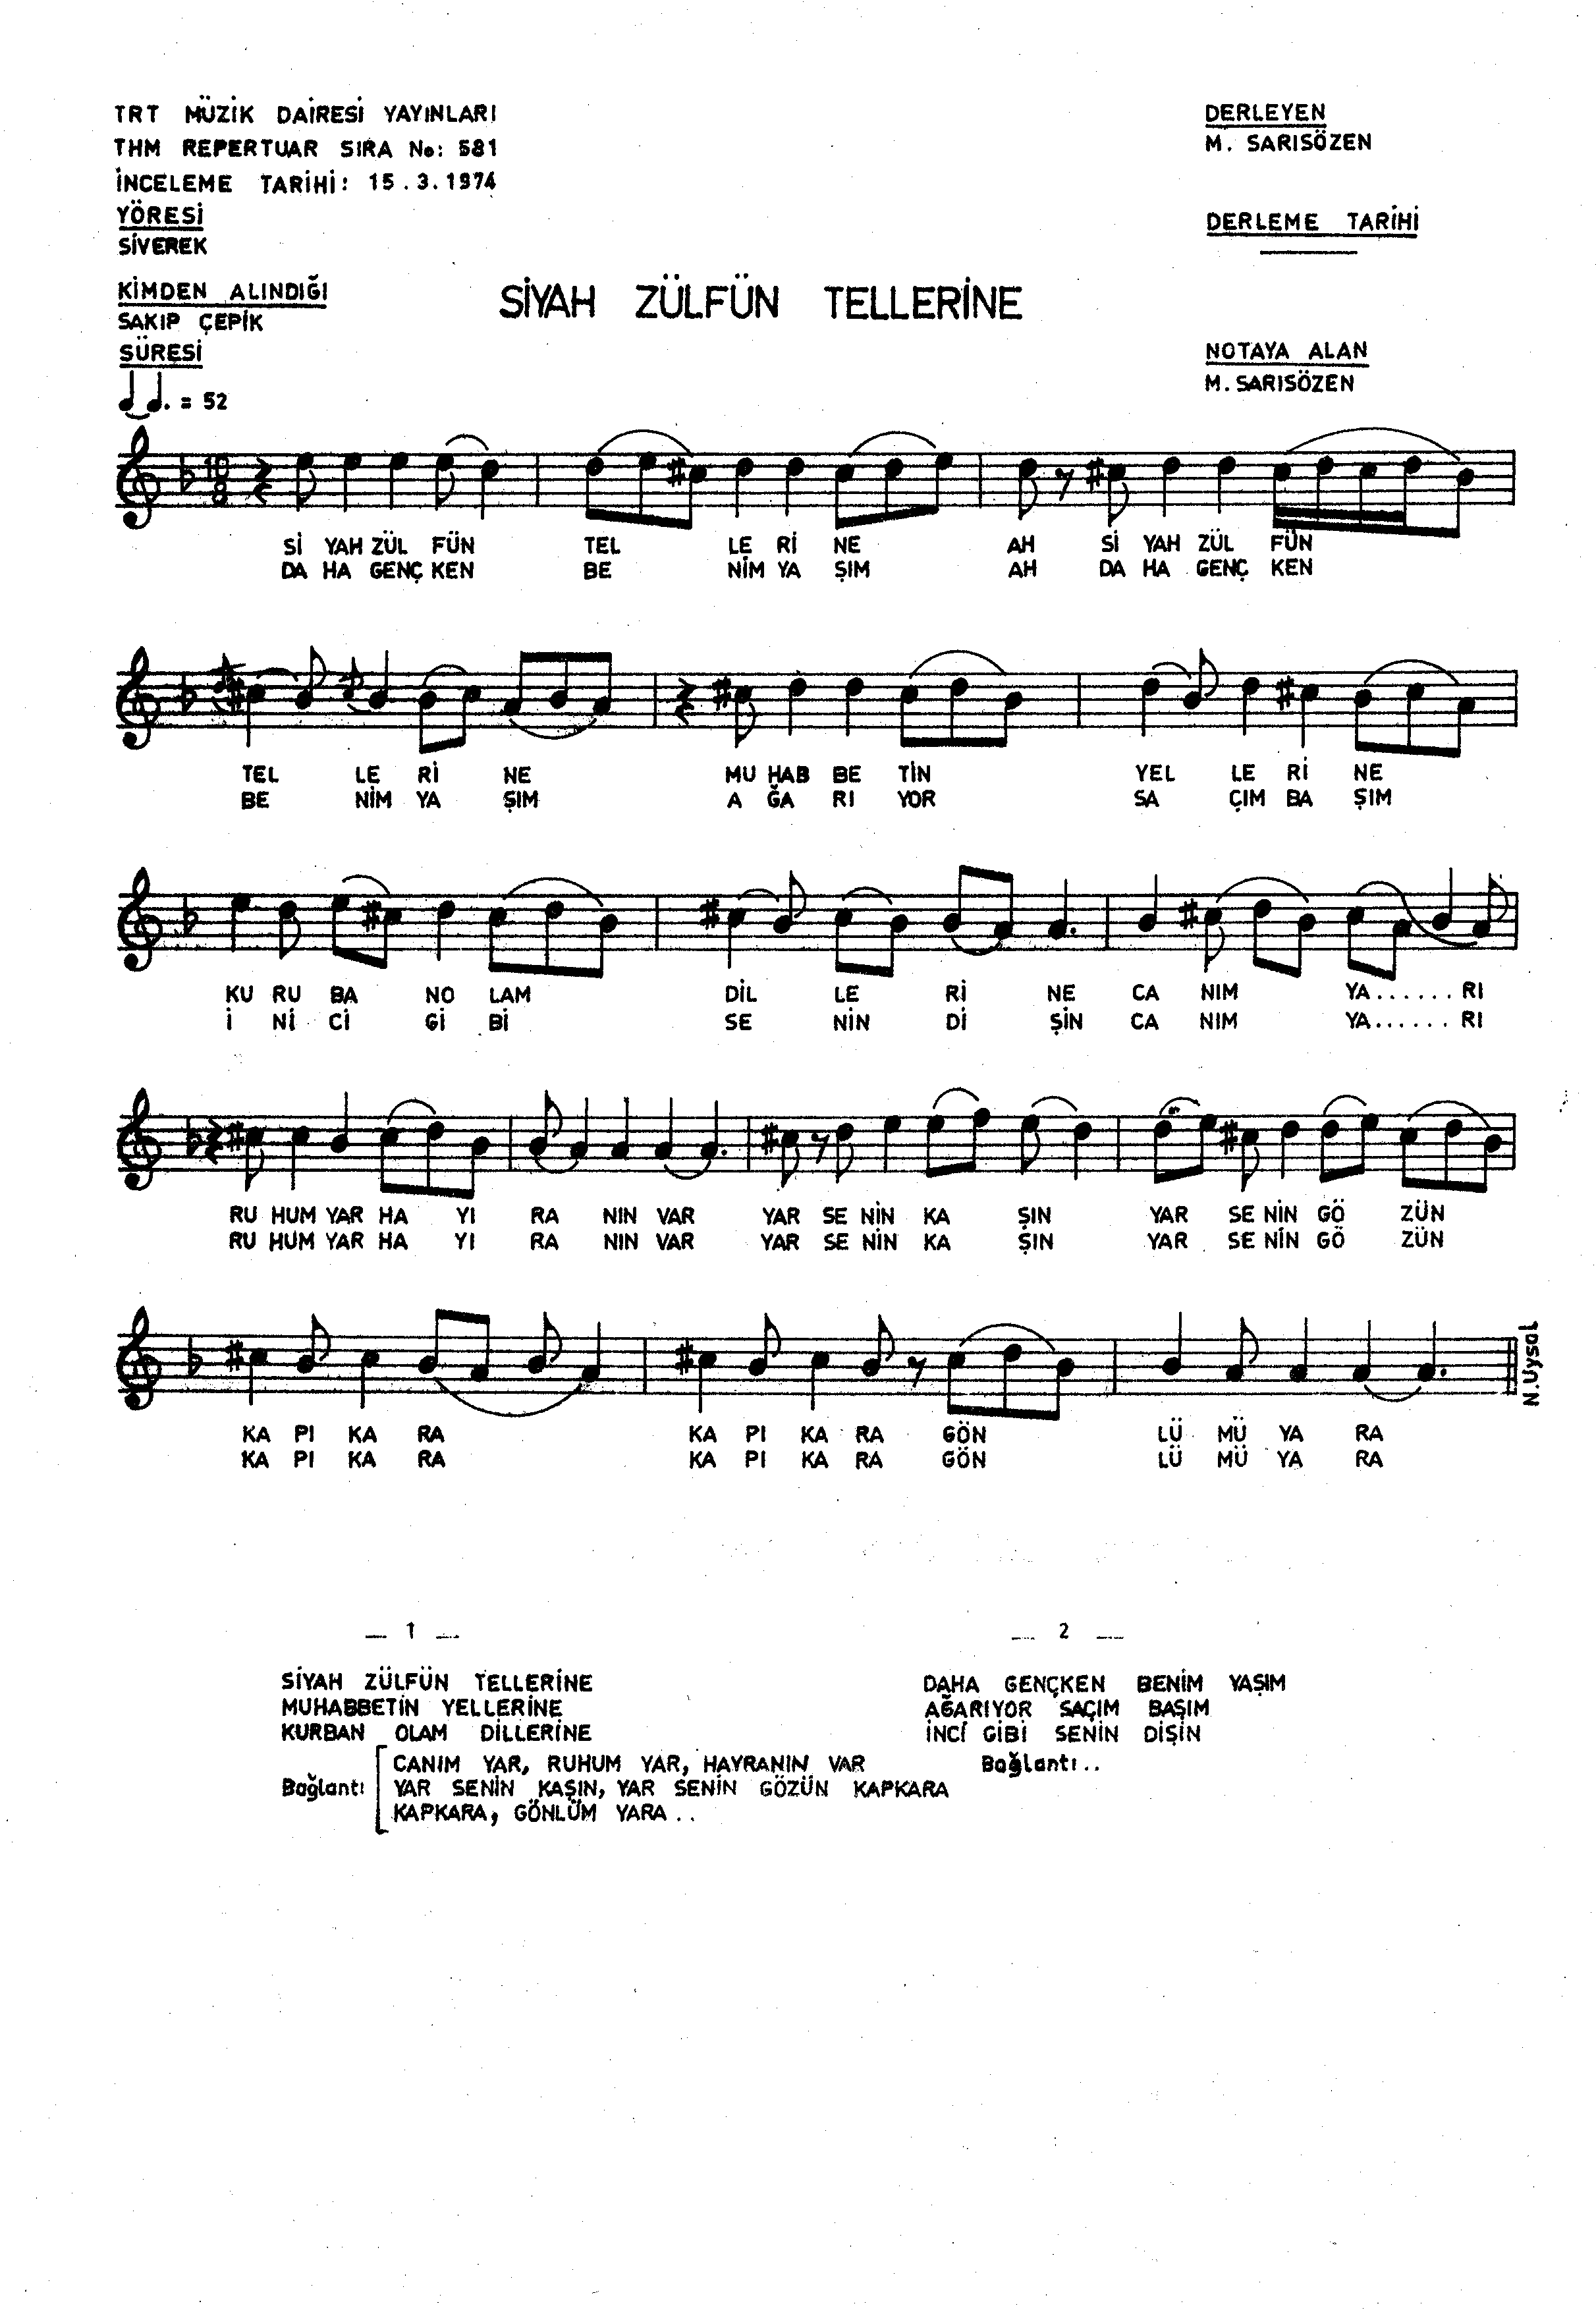 TRT MÜZİK DAİRESİ YAYINLARI
THM REPERTUAR SIRA No: 581
İNCELEME TARİHİ: 15.3.1974
YÖRESİ
SİVEREK
KİMDEN ALINDIĞI
SAKIP ÇEPİK
SÜRESİ
= 52
DERLEYEN
M. SARISÖZEN
DERLEME TARİHİ
NOTAYA ALAN
M. SARISÖZEN
SİYAH ZÜLFÜN TELLERİNE
10
8
Sİ YAH ZÜL FÜN TEL LE Rİ NE AH Sİ YAH ZÜL FÜN
DA HA GENÇ KEN BE NİM YA ŞIM AH DA HA GENÇ KEN
TEL LE Rİ NE MU HAB BE TİN YEL LE Rİ NE
BE NİM YA ŞIM A ĞA RI YOR SA ÇIM BA ŞIM
KU RU BA NO LAM DİL LE Rİ NE CA NIM YA...... RI
İ Nİ Cİ Gİ Bİ SE NİN Dİ ŞİN CA NIM YA...... RI
RU HUM YAR HA YI RA NIN VAR YAR SE NİN KA ŞIN YAR SE NİN GÖ ZÜN
RU HUM YAR HA YI RA NIN VAR YAR SE NİN KA ŞIN YAR SE NİN GÖ ZÜN
KA PI KA RA KA PI KA RA GÖN LÜ MÜ YA RA
KA PI KA RA KA PI KA RA GÖN LÜ MÜ YA RA
N.Uysal
— 1 —
SİYAH ZÜLFÜN TELLERİNE
MUHABBETİN YELLERİNE
KURBAN OLAM DİLLERİNE
CANIM YAR, RUHUM YAR, HAYRANIN VAR
Bağlantı YAR SENİN KAŞIN, YAR SENİN GÖZÜN KAPKARA
KAPKARA, GÖNLÜM YARA..
— 2 —
DAHA GENÇKEN BENİM YAŞIM
AĞARIYOR SAÇIM BAŞIM
İNCİ GİBİ SENİN DİŞİN
Bağlantı..